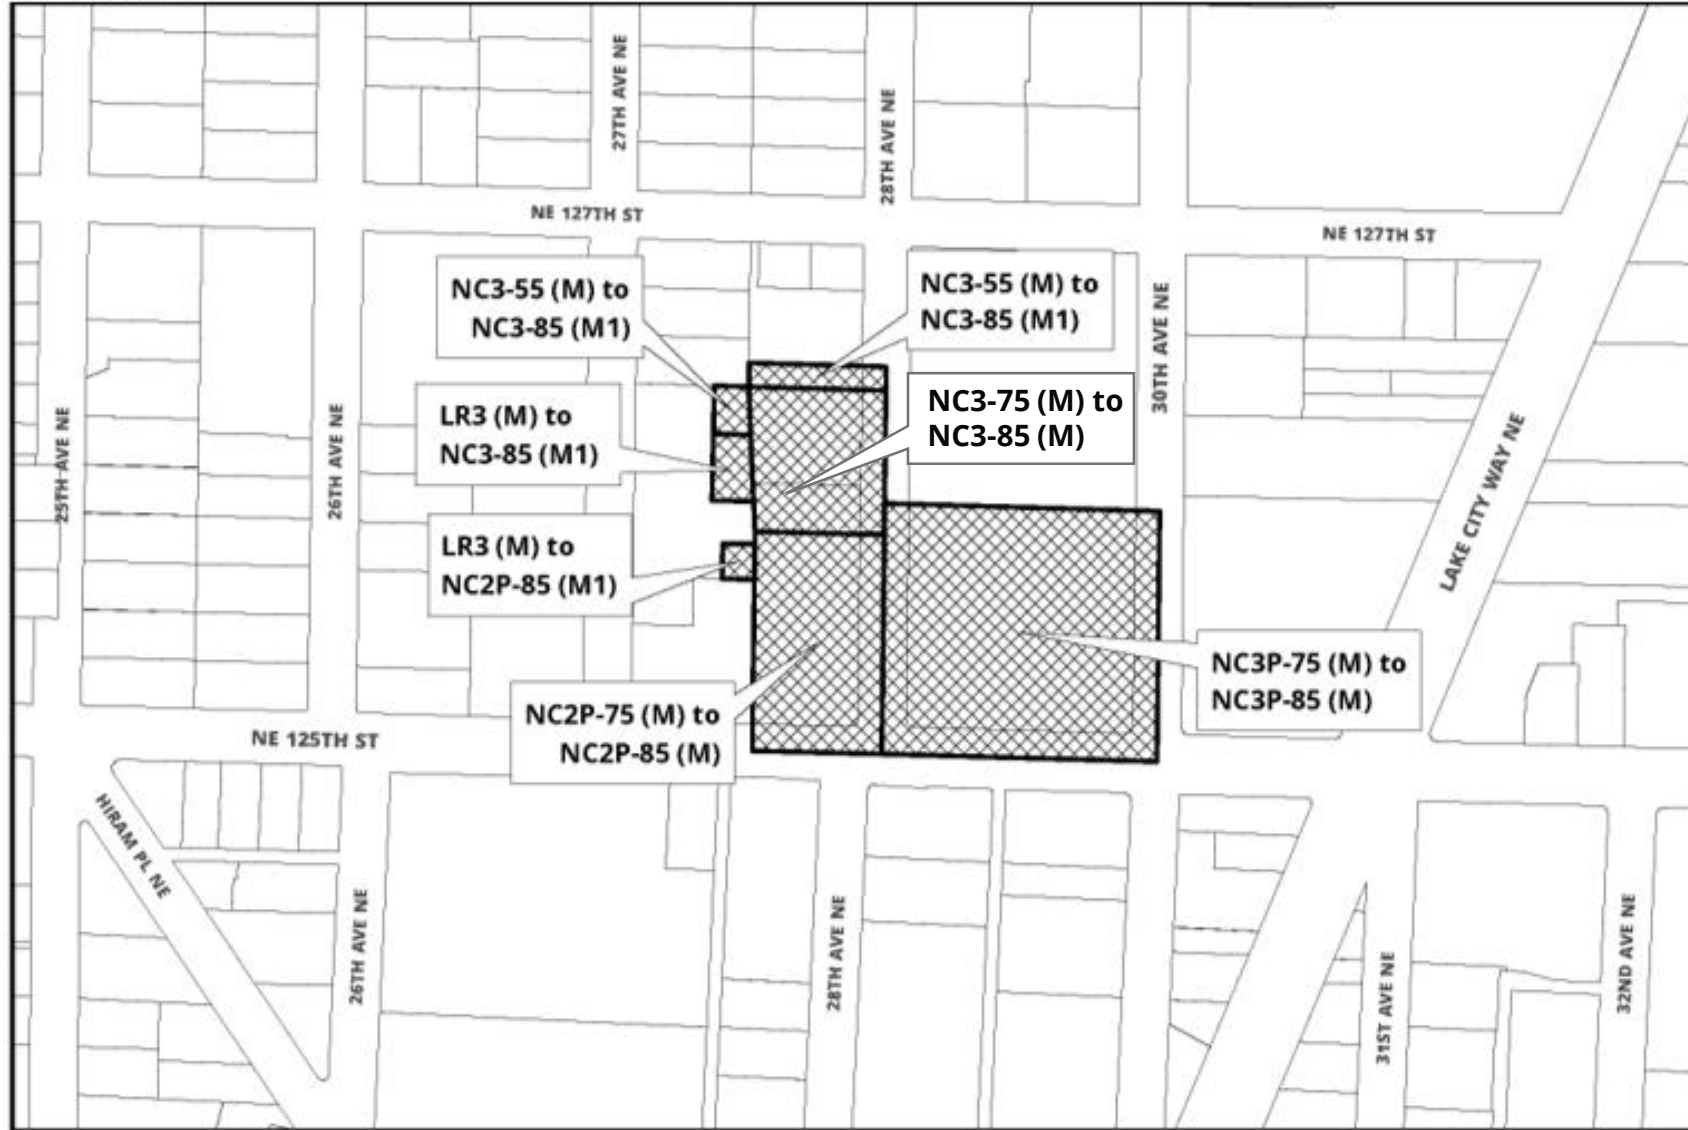 27TH AVE NE
28TH AVE NE
NE 127TH ST
NE 127TH ST
NC3-55 (M) to
NC3-85 (M1)
NC3-55 (M) to
NC3-85 (M1)
30TH AVE NE
NC3-75 (M) to
NC3-85 (M)
LR3 (M) to
NC3-85 (M1)
25TH AVE NE
26TH AVE NE
LAKE CITY WAY NE
LR3 (M) to
NC2P-85 (M1)
NC3P-75 (M) to
NC3P-85 (M)
NC2P-75 (M) to
NC2P-85 (M)
NE 125TH ST
HIRAM PL NE
26TH AVE NE
28TH AVE NE
31ST AVE NE
32ND AVE NE